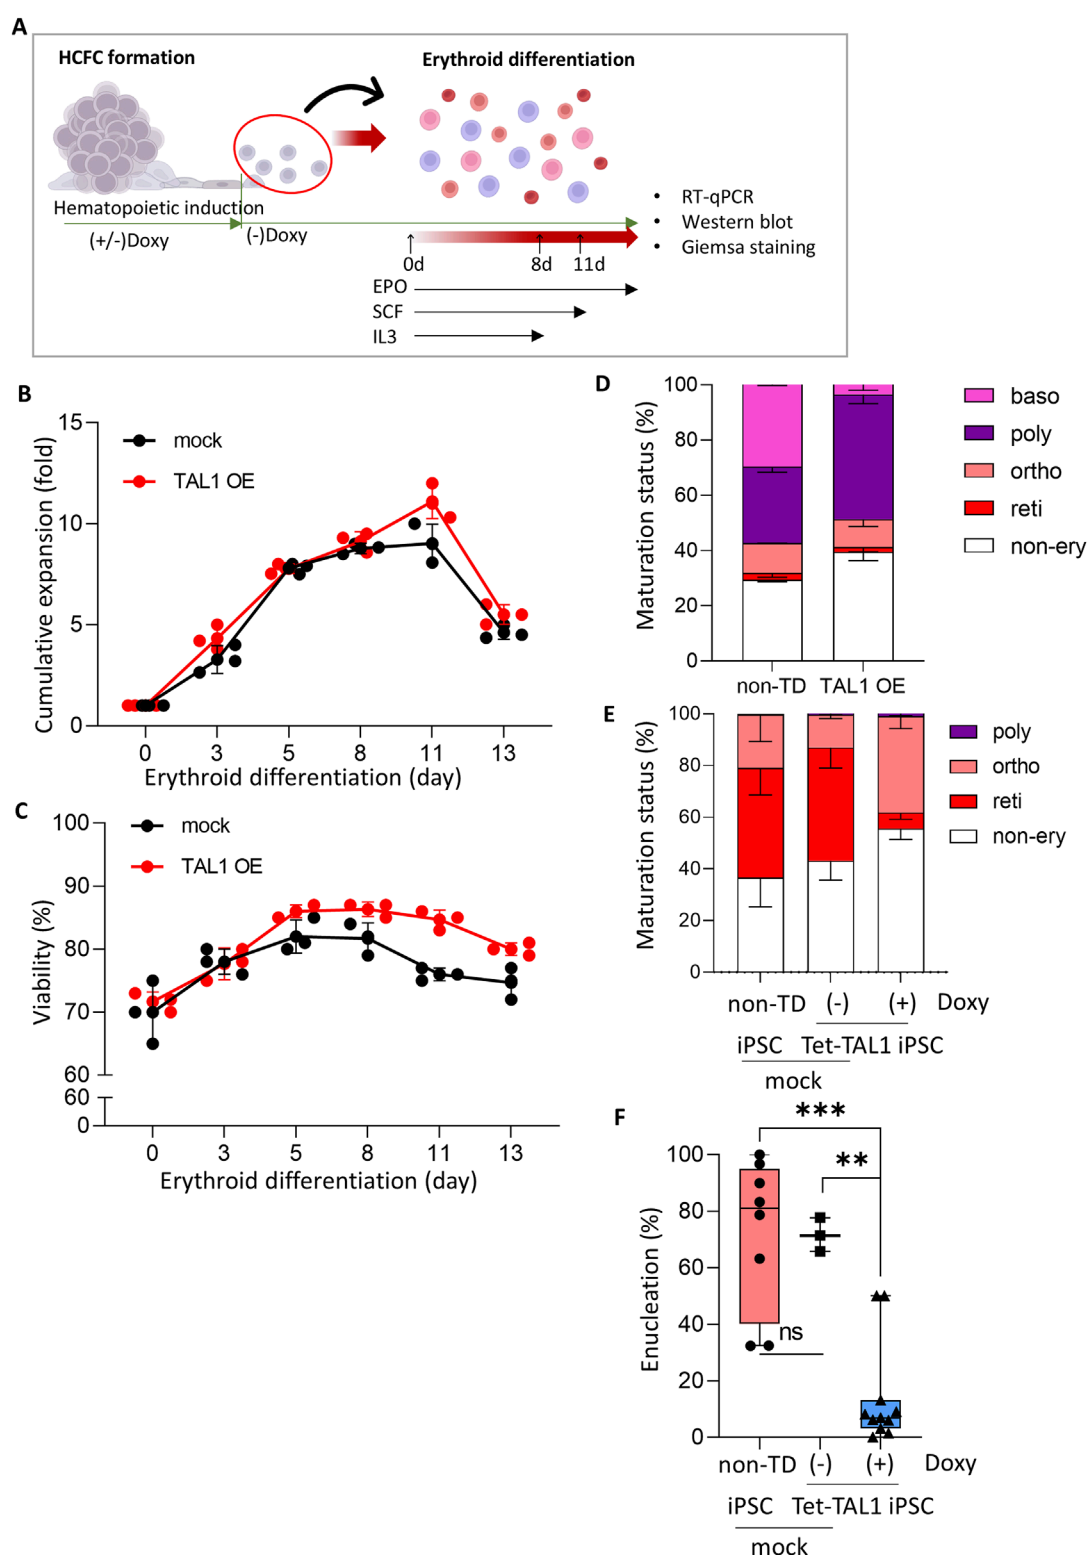 A
HCFC formation
Erythroid differentiation
Hematopoietic induction
(+/-)Doxy
(-)Doxy
• RT-qPCR
• Western blot
• Giemsa staining
0d 8d 11d
EPO
SCF
IL3
B
Cumulative expansion (fold)
15
10
5
0
mock
TAL1 OE
0 3 5 8 11 13
Erythroid differentiation (day)
C
Viability (%)
100
90
80
70
60
60
0
mock
TAL1 OE
0 3 5 8 11 13
Erythroid differentiation (day)
D
Maturation status (%)
100
80
60
40
20
0
non-TD TAL1 OE
baso
poly
ortho
reti
non-ery
E
Maturation status (%)
100
80
60
40
20
0
poly
ortho
reti
non-ery
non-TD (-) (+) Doxy
iPSC Tet-TAL1 iPSC
mock
F
Enucleation (%)
100
80
60
40
20
0
***
**
ns
non-TD (-) (+) Doxy
iPSC Tet-TAL1 iPSC
mock